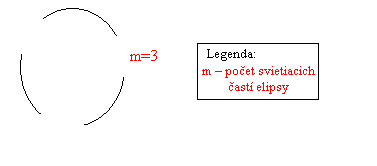 m=3
Legenda:
m – počet svietiacich
častí elipsy